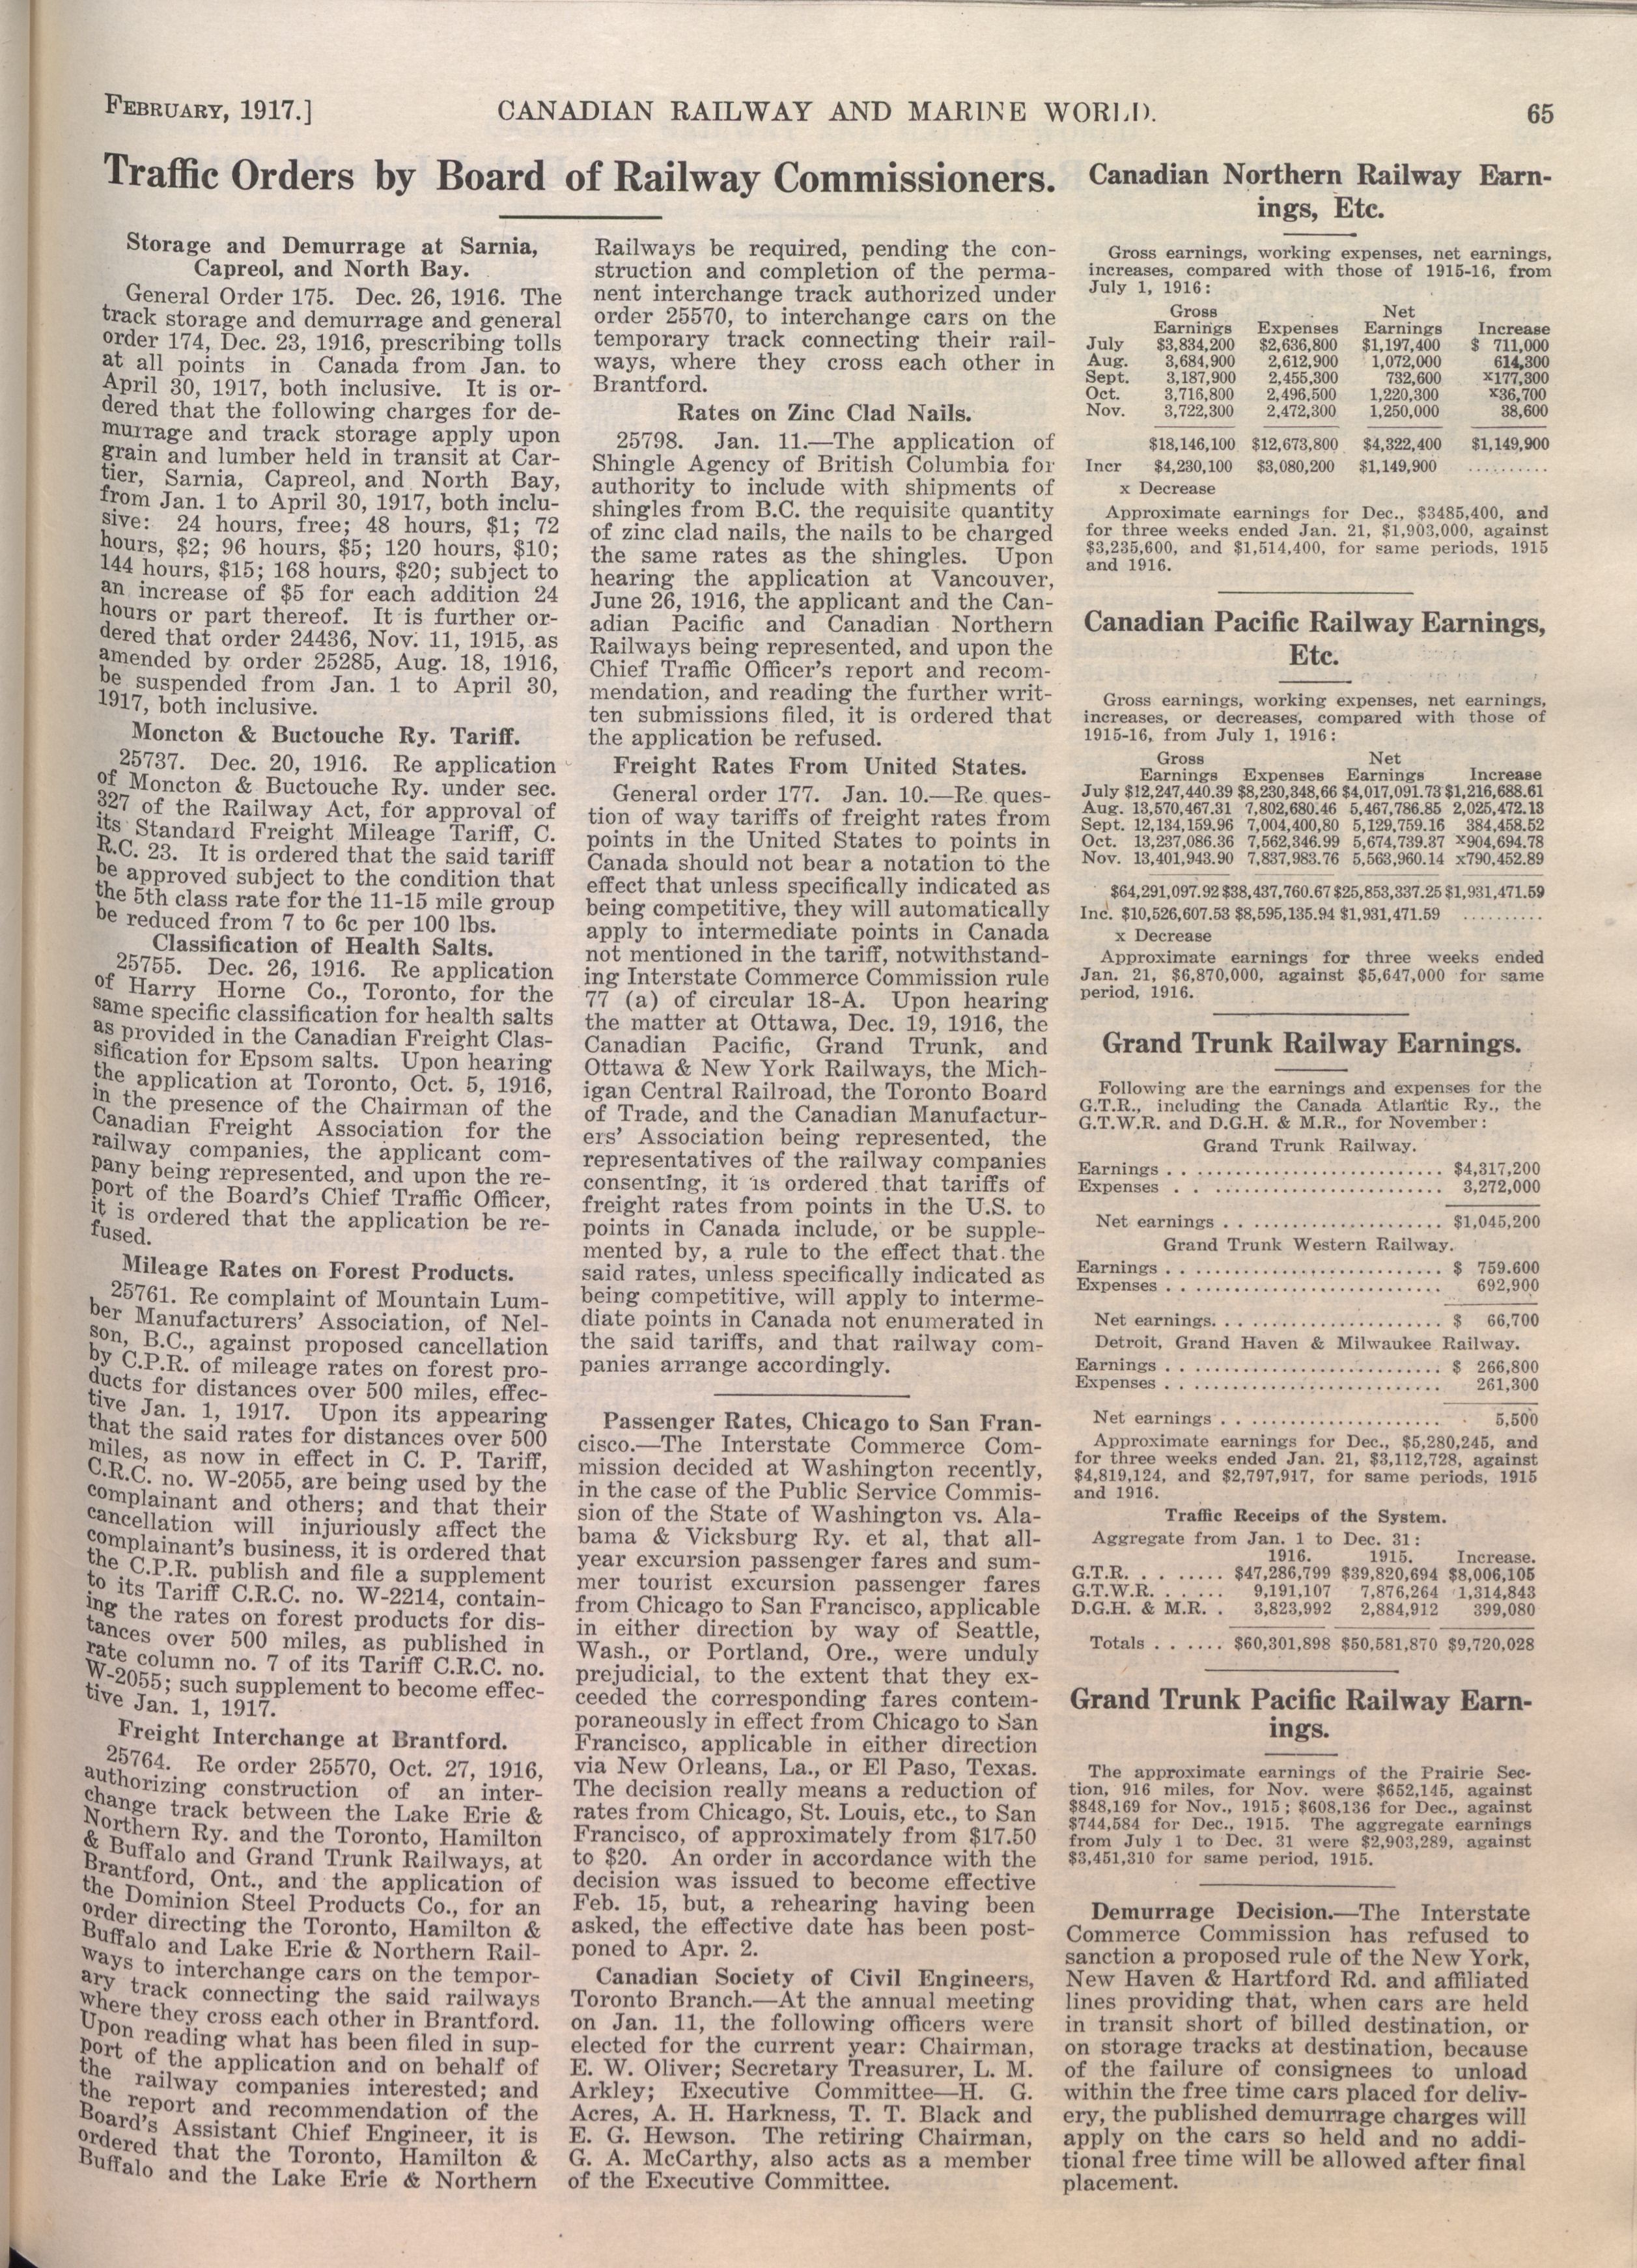 FEBRUARY, 1917.]
CANADIAN RAILWAY AND MARINE WORLD.
65
Traffic Orders by Board of Railway Commissioners.
Storage and Demurrage at Sarnia,
Capreol, and North Bay.
General Order 175. Dec. 26, 1916. The
track storage and demurrage and general
order 174, Dec. 23, 1916, prescribing tolls
at all points in Canada from Jan. to
April 30, 1917, both inclusive. It is or-
dered that the following charges for de-
murrage and track storage apply upon
grain and lumber held in transit at Car-
tier, Sarnia, Capreol, and North Bay,
from Jan. 1 to April 30, 1917, both inclu-
sive: 24 hours, free; 48 hours, $1; 72
hours, $2; 96 hours, $5; 120 hours, $10;
144 hours, $15; 168 hours, $20; subject to
an increase of $5 for each addition 24
hours or part thereof. It is further or-
dered that order 24436, Nov. 11, 1915, as
amended by order 25285, Aug. 18, 1916,
be suspended from Jan. 1 to April 30,
1917, both inclusive.
Moncton & Buctouche Ry. Tariff.
25737. Dec. 20, 1916. Re application
of Moncton & Buctouche Ry. under sec.
327 of the Railway Act, for approval of
its Standard Freight Mileage Tariff, C.
R.C. 23. It is ordered that the said tariff
be approved subject to the condition that
the 5th class rate for the 11-15 mile group
be reduced from 7 to 6c per 100 lbs.
Classification of Health Salts.
25755. Dec. 26, 1916. Re application
of Harry Horne Co., Toronto, for the
same specific classification for health salts
as provided in the Canadian Freight Clas-
sification for Epsom salts. Upon hearing
the application at Toronto, Oct. 5, 1916,
in the presence of the Chairman of the
Canadian Freight Association for the
railway companies, the applicant com-
pany being represented, and upon the re-
port of the Board's Chief Traffic Officer,
it is ordered that the application be re-
fused.
Mileage Rates on Forest Products.
25761. Re complaint of Mountain Lum-
ber Manufacturers' Association, of Nel-
son, B.C., against proposed cancellation
by C.P.R. of mileage rates on forest pro-
ducts for distances over 500 miles, effec-
tive Jan. 1, 1917. Upon its appearing
that the said rates for distances over 500
miles, as now in effect in C. P. Tariff,
C.R.C. no. W-2055, are being used by the
complainant and others; and that their
cancellation will injuriously affect the
complainant's business, it is ordered that
the C.P.R. publish and file a supplement
to its Tariff C.R.C. no. W-2214, contain-
ing the rates on forest products for dis-
tances over 500 miles, as published in
rate column no. 7 of its Tariff C.R.C. no.
W-2055; such supplement to become effec-
tive Jan. 1, 1917.
Freight Interchange at Brantford.
25764. Re order 25570, Oct. 27, 1916,
authorizing construction of an inter-
change track between the Lake Erie &
Northern Ry. and the Toronto, Hamilton
& Buffalo and Grand Trunk Railways, at
Brantford, Ont., and the application of
the Dominion Steel Products Co., for an
order directing the Toronto, Hamilton &
Buffalo and Lake Erie & Northern Rail-
ways to interchange cars on the tempor-
ary track connecting the said railways
where they cross each other in Brantford.
Upon reading what has been filed in sup-
port of the application and on behalf of
the railway companies interested; and
the report and recommendation of the
Board's Assistant Chief Engineer, it is
ordered that the Toronto, Hamilton &
Buffalo and the Lake Erie & Northern
Railways be required, pending the con-
struction and completion of the perma-
nent interchange track authorized under
order 25570, to interchange cars on the
temporary track connecting their rail-
ways, where they cross each other in
Brantford.
Rates on Zinc Clad Nails.
25798. Jan. 11.—The application of
Shingle Agency of British Columbia for
authority to include with shipments of
shingles from B.C. the requisite quantity
of zinc clad nails, the nails to be charged
the same rates as the shingles. Upon
hearing the application at Vancouver,
June 26, 1916, the applicant and the Can-
adian Pacific and Canadian Northern
Railways being represented, and upon the
Chief Traffic Officer's report and recom-
mendation, and reading the further writ-
ten submissions filed, it is ordered that
the application be refused.
Freight Rates From United States.
General order 177. Jan. 10.—Re ques-
tion of way tariffs of freight rates from
points in the United States to points in
Canada should not bear a notation to the
effect that unless specifically indicated as
being competitive, they will automatically
apply to intermediate points in Canada
not mentioned in the tariff, notwithstand-
ing Interstate Commerce Commission rule
77 (a) of circular 18-A. Upon hearing
the matter at Ottawa, Dec. 19, 1916, the
Canadian Pacific, Grand Trunk, and
Ottawa & New York Railways, the Mich-
igan Central Railroad, the Toronto Board
of Trade, and the Canadian Manufactur-
ers' Association being represented, the
representatives of the railway companies
consenting, it is ordered that tariffs of
freight rates from points in the U.S. to
points in Canada include, or be supple-
mented by, a rule to the effect that the
said rates, unless specifically indicated as
being competitive, will apply to interme-
diate points in Canada not enumerated in
the said tariffs, and that railway com-
panies arrange accordingly.
Passenger Rates, Chicago to San Fran-
cisco.—The Interstate Commerce Com-
mission decided at Washington recently,
in the case of the Public Service Commis-
sion of the State of Washington vs. Ala-
bama & Vicksburg Ry. et al, that all-
year excursion passenger fares and sum-
mer tourist excursion passenger fares
from Chicago to San Francisco, applicable
in either direction by way of Seattle,
Wash., or Portland, Ore., were unduly
prejudicial, to the extent that they ex-
ceeded the corresponding fares contem-
poraneously in effect from Chicago to San
Francisco, applicable in either direction
via New Orleans, La., or El Paso, Texas.
The decision really means a reduction of
rates from Chicago, St. Louis, etc., to San
Francisco, of approximately from $17.50
to $20. An order in accordance with the
decision was issued to become effective
Feb. 15, but, a rehearing having been
asked, the effective date has been post-
poned to Apr. 2.
Canadian Society of Civil Engineers,
Toronto Branch.—At the annual meeting
on Jan. 11, the following officers were
elected for the current year: Chairman,
E. W. Oliver; Secretary Treasurer, L. M.
Arkley; Executive Committee—H. G.
Acres, A. H. Harkness, T. T. Black and
E. G. Hewson. The retiring Chairman,
G. A. McCarthy, also acts as a member
of the Executive Committee.
Canadian Northern Railway Earn-
ings, Etc.
Gross earnings, working expenses, net earnings,
increases, compared with those of 1915-16, from
July 1, 1916:
Gross Net
Earnings Expenses Earnings Increase
July $3,834,200 $2,636,800 $1,197,400 $ 711,000
Aug. 3,684,900 2,612,900 1,072,000 614,300
Sept. 3,187,900 2,455,300 732,600 x177,300
Oct. 3,716,800 2,496,500 1,220,300 x36,700
Nov. 3,722,300 2,472,300 1,250,000 38,600
$18,146,100 $12,673,800 $4,322,400 $1,149,900
Incr $4,230,100 $3,080,200 $1,149,900 ..........
x Decrease
Approximate earnings for Dec., $3485,400, and
for three weeks ended Jan. 21, $1,903,000, against
$3,235,600, and $1,514,400, for same periods, 1915
and 1916.
Canadian Pacific Railway Earnings,
Etc.
Gross earnings, working expenses, net earnings,
increases, or decreases, compared with those of
1915-16, from July 1, 1916:
Gross Net
Earnings Expenses Earnings Increase
July $12,247,440.39 $8,230,348,66 $4,017,091.73 $1,216,688.61
Aug. 13,570,467.31 7,802,680.46 5,467,786.85 2,025,472.13
Sept. 12,134,159.96 7,004,400,80 5,129,759.16 384,458.52
Oct. 13,237,086.36 7,562,346.99 5,674,739.37 x904,694.78
Nov. 13,401,943.90 7,837,983.76 5,563,960.14 x790,452.89
$64,291,097.92 $38,437,760.67 $25,853,337.25 $1,931,471.59
Inc. $10,526,607.53 $8,595,135.94 $1,931,471.59 ..........
x Decrease
Approximate earnings for three weeks ended
Jan. 21, $6,870,000, against $5,647,000 for same
period, 1916.
Grand Trunk Railway Earnings.
Following are the earnings and expenses for the
G.T.R., including the Canada Atlantic Ry., the
G.T.W.R. and D.G.H. & M.R., for November:
Grand Trunk Railway.
Earnings .......................... $4,317,200
Expenses .......................... 3,272,000
Net earnings ...................... $1,045,200
Grand Trunk Western Railway.
Earnings .......................... $ 759.600
Expenses .......................... 692,900
Net earnings ...................... $ 66,700
Detroit, Grand Haven & Milwaukee Railway.
Earnings .......................... $ 266,800
Expenses .......................... 261,300
Net earnings ...................... 5,500
Approximate earnings for Dec., $5,280,245, and
for three weeks ended Jan. 21, $3,112,728, against
$4,819,124, and $2,797,917, for same periods, 1915
and 1916.
Traffic Receips of the System.
Aggregate from Jan. 1 to Dec. 31:
1916. 1915. Increase.
G.T.R. ........ $47,286,799 $39,820,694 $8,006,105
G.T.W.R. ...... 9,191,107 7,876,264 1,314,843
D.G.H. & M.R. . 3,823,992 2,884,912 399,080
Totals ...... $60,301,898 $50,581,870 $9,720,028
Grand Trunk Pacific Railway Earn-
ings.
The approximate earnings of the Prairie Sec-
tion, 916 miles, for Nov. were $652,145, against
$848,169 for Nov., 1915; $608,136 for Dec., against
$744,584 for Dec., 1915. The aggregate earnings
from July 1 to Dec. 31 were $2,903,289, against
$3,451,310 for same period, 1915.
Demurrage Decision.—The Interstate
Commerce Commission has refused to
sanction a proposed rule of the New York,
New Haven & Hartford Rd. and affiliated
lines providing that, when cars are held
in transit short of billed destination, or
on storage tracks at destination, because
of the failure of consignees to unload
within the free time cars placed for deliv-
ery, the published demurrage charges will
apply on the cars so held and no addi-
tional free time will be allowed after final
placement.